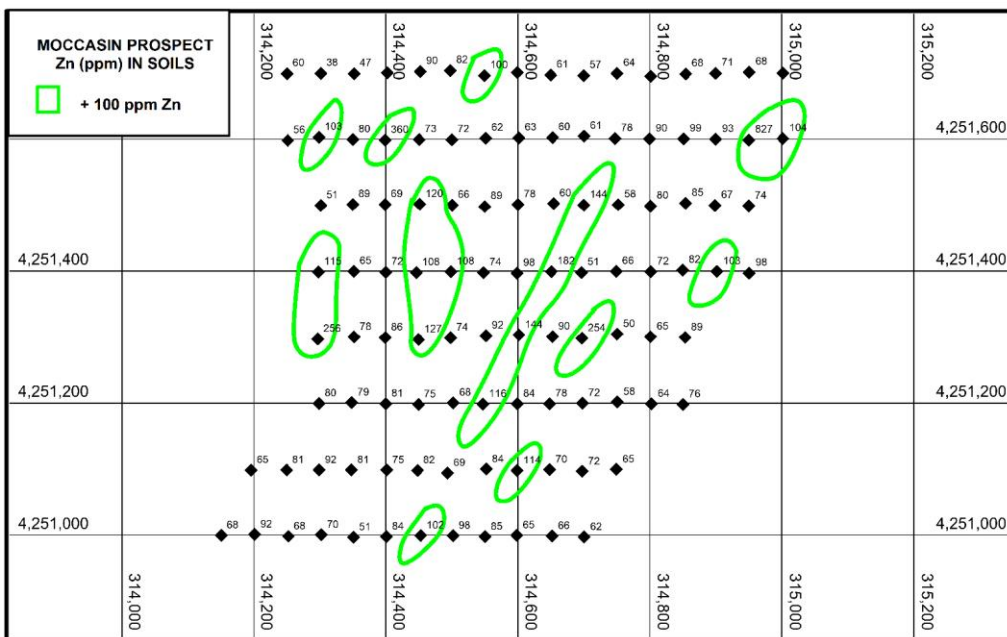 MOCCASIN PROSPECT
Zn (ppm) IN SOILS
+ 100 ppm Zn
314,200 314,400 314,600 314,800 315,000 315,200
60 38 47 90 82 100 61 57 64 68 71 68
56 103 80 360 73 72 62 63 60 61 78 90 99 93 827 104
4,251,600 4,251,600
51 89 69 120 66 89 78 60 144 58 80 85 67 74
4,251,400 4,251,400
115 65 72 108 108 74 98 182 51 66 72 82 103 98
256 78 86 127 74 92 144 90 254 50 65 89
4,251,200 4,251,200
80 79 81 75 68 116 84 78 72 58 64 76
65 81 92 81 75 82 69 84 114 70 72 65
4,251,000 4,251,000
68 92 68 70 51 84 102 98 85 65 66 62
314,000 314,200 314,400 314,600 314,800 315,000 315,200